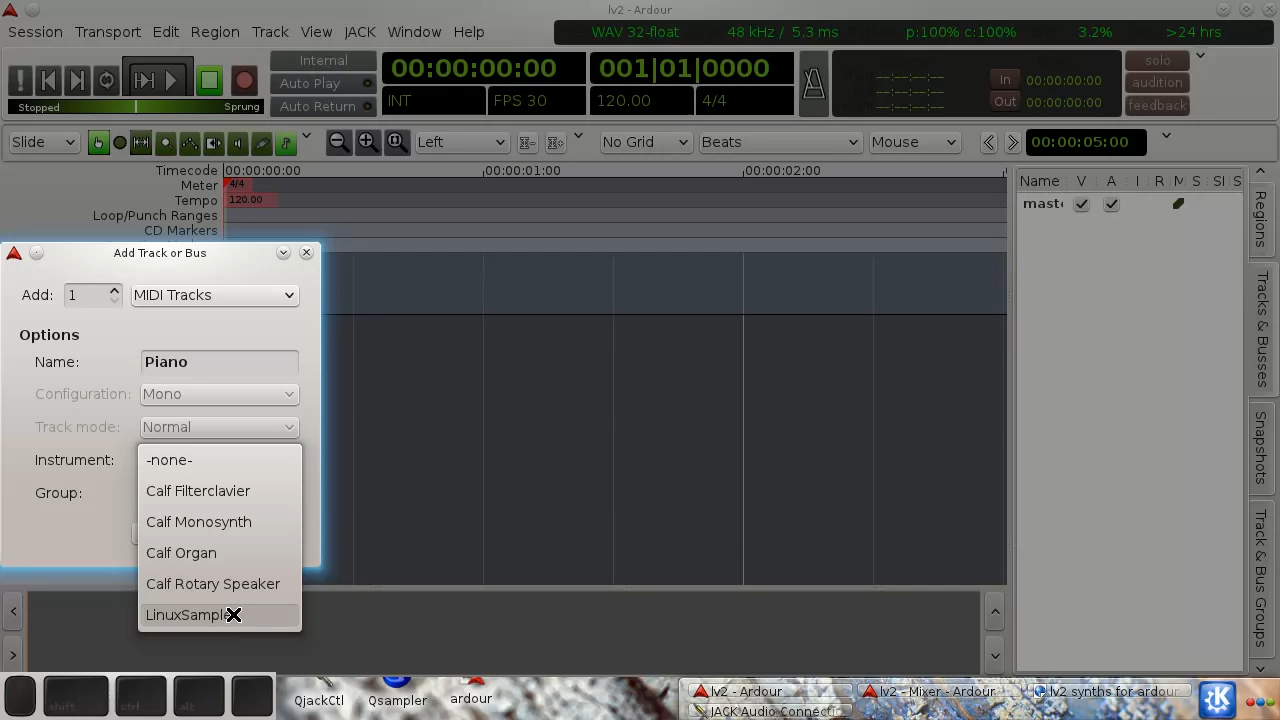 lv2 - Ardour
Session Transport Edit Region Track View JACK Window Help
WAV 32-float 48 kHz / 5.3 ms p:100% c:100% 3.2% >24 hrs
Internal
Auto Play
Auto Return
Stopped Sprung
00:00:00:00
INT FPS 30
001|01|0000
120.00 4/4
--:--:--:--
--:--:--:--
--:--:--:--
In 00:00:00:00
Out 00:00:00:00
solo
audition
feedback
Slide Left No Grid Beats Mouse 00:00:05:00
Timecode 00:00:00:00 00:00:01:00 00:00:02:00
Meter 4/4
Tempo 120.00
Loop/Punch Ranges
CD Markers
Name V A I R M S SI S
Regions
Tracks & Busses
Snapshots
Track & Bus Groups
Add Track or Bus
Add: 1 MIDI Tracks
Options
Name: Piano
Configuration: Mono
Track mode: Normal
Instrument:
Group:
-none-
Calf Filterclavier
Calf Monosynth
Calf Organ
Calf Rotary Speaker
shift ctrl alt
QjackCtl Qsampler ardour
lv2 - Ardour
lv2 - Mixer - Ardour
lv2 synths for ardour
JACK Audio